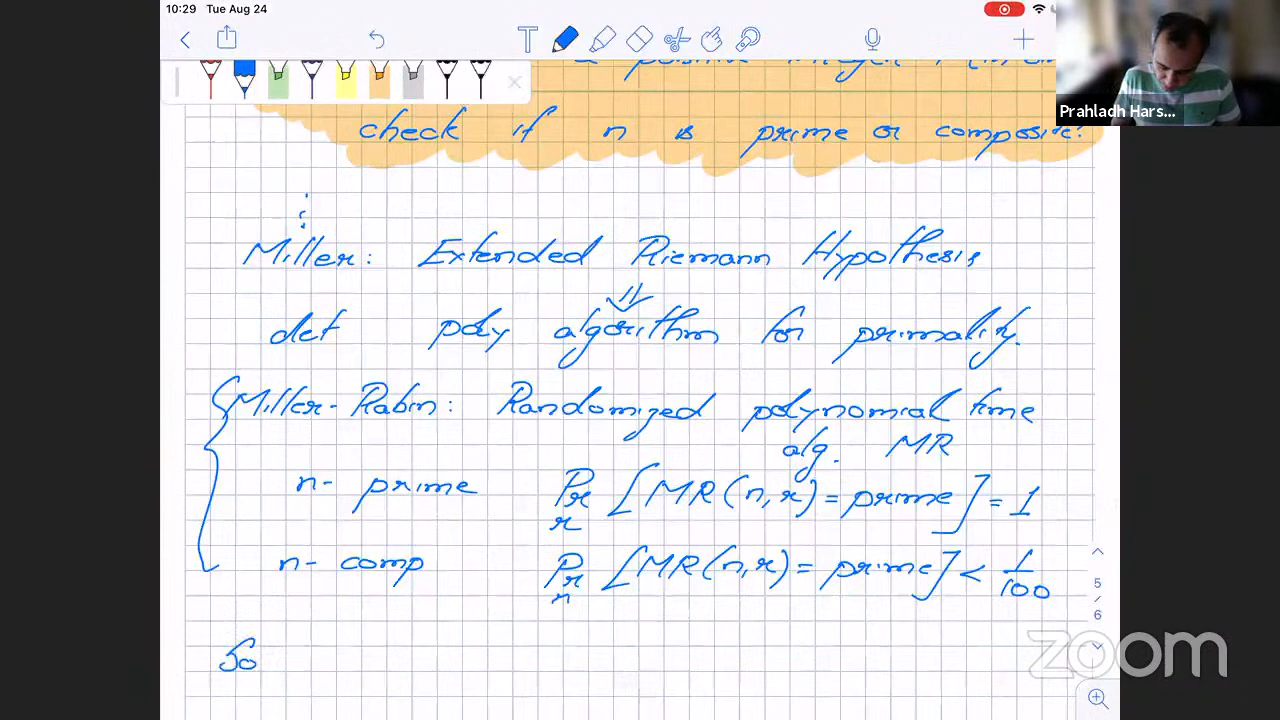 10:29 Tue Aug 24
Prahladh Hars...
check if n is prime or composite?
Miller: Extended Riemann Hypothesis
⇓
det poly algorithm for primality.
Miller-Rabin: Randomized polynomial time
alg. MR
n- prime Pr_r [MR(n,r) = prime] = 1
n- comp Pr_r [MR(n,r) = prime] < 1/100
So
5
/
6
zoom